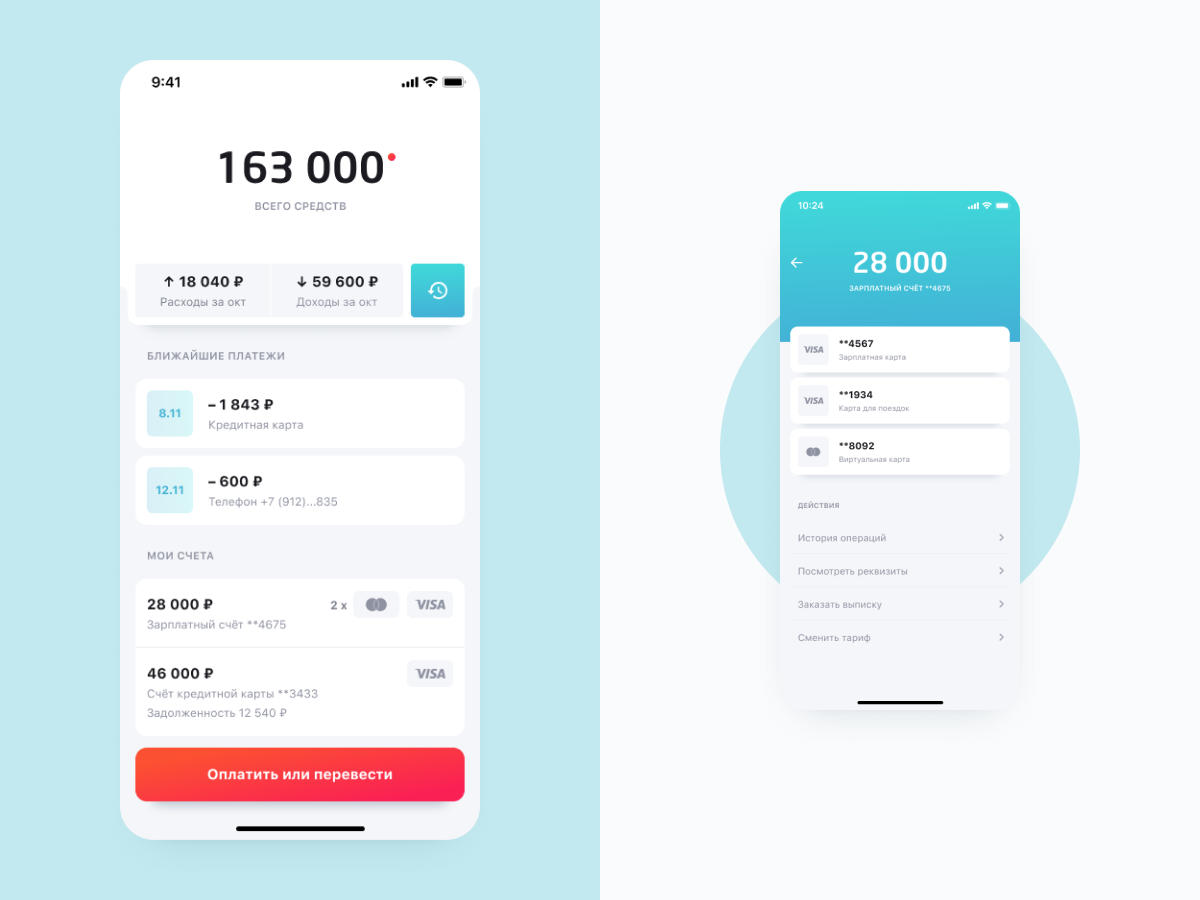 9:41
163 000
ВСЕГО СРЕДСТВ
↑ 18 040 ₽
Расходы за окт
↓ 59 600 ₽
Доходы за окт
БЛИЖАЙШИЕ ПЛАТЕЖИ
8.11
– 1 843 ₽
Кредитная карта
12.11
– 600 ₽
Телефон +7 (912)...835
МОИ СЧЕТА
28 000 ₽
2 x
VISA
Зарплатный счёт **4675
46 000 ₽
VISA
Счёт кредитной карты **3433
Задолженность 12 540 ₽
Оплатить или перевести
10:24
28 000
ЗАРПЛАТНЫЙ СЧЁТ **4675
VISA
**4567
Зарплатная карта
VISA
**1934
Карта для поездок
**8092
Виртуальная карта
ДЕЙСТВИЯ
История операций
Посмотреть реквизиты
Заказать выписку
Сменить тариф